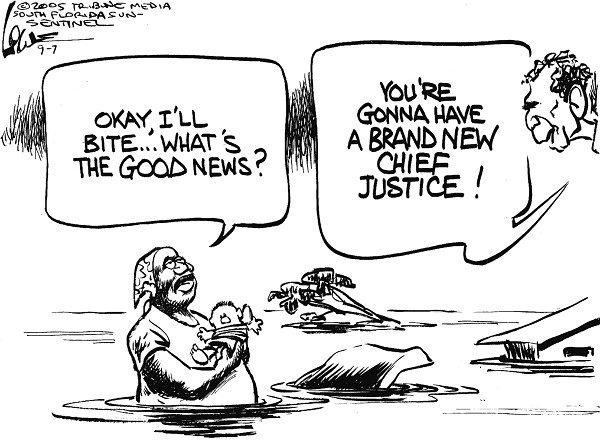 ©2005 TRIBUNE MEDIA
SOUTH FLORIDA SUN-
SENTINEL
LOWE
9-7
OKAY, I'LL
BITE... WHAT'S
THE GOOD NEWS?
YOU'RE
GONNA HAVE
A BRAND NEW
CHIEF
JUSTICE!